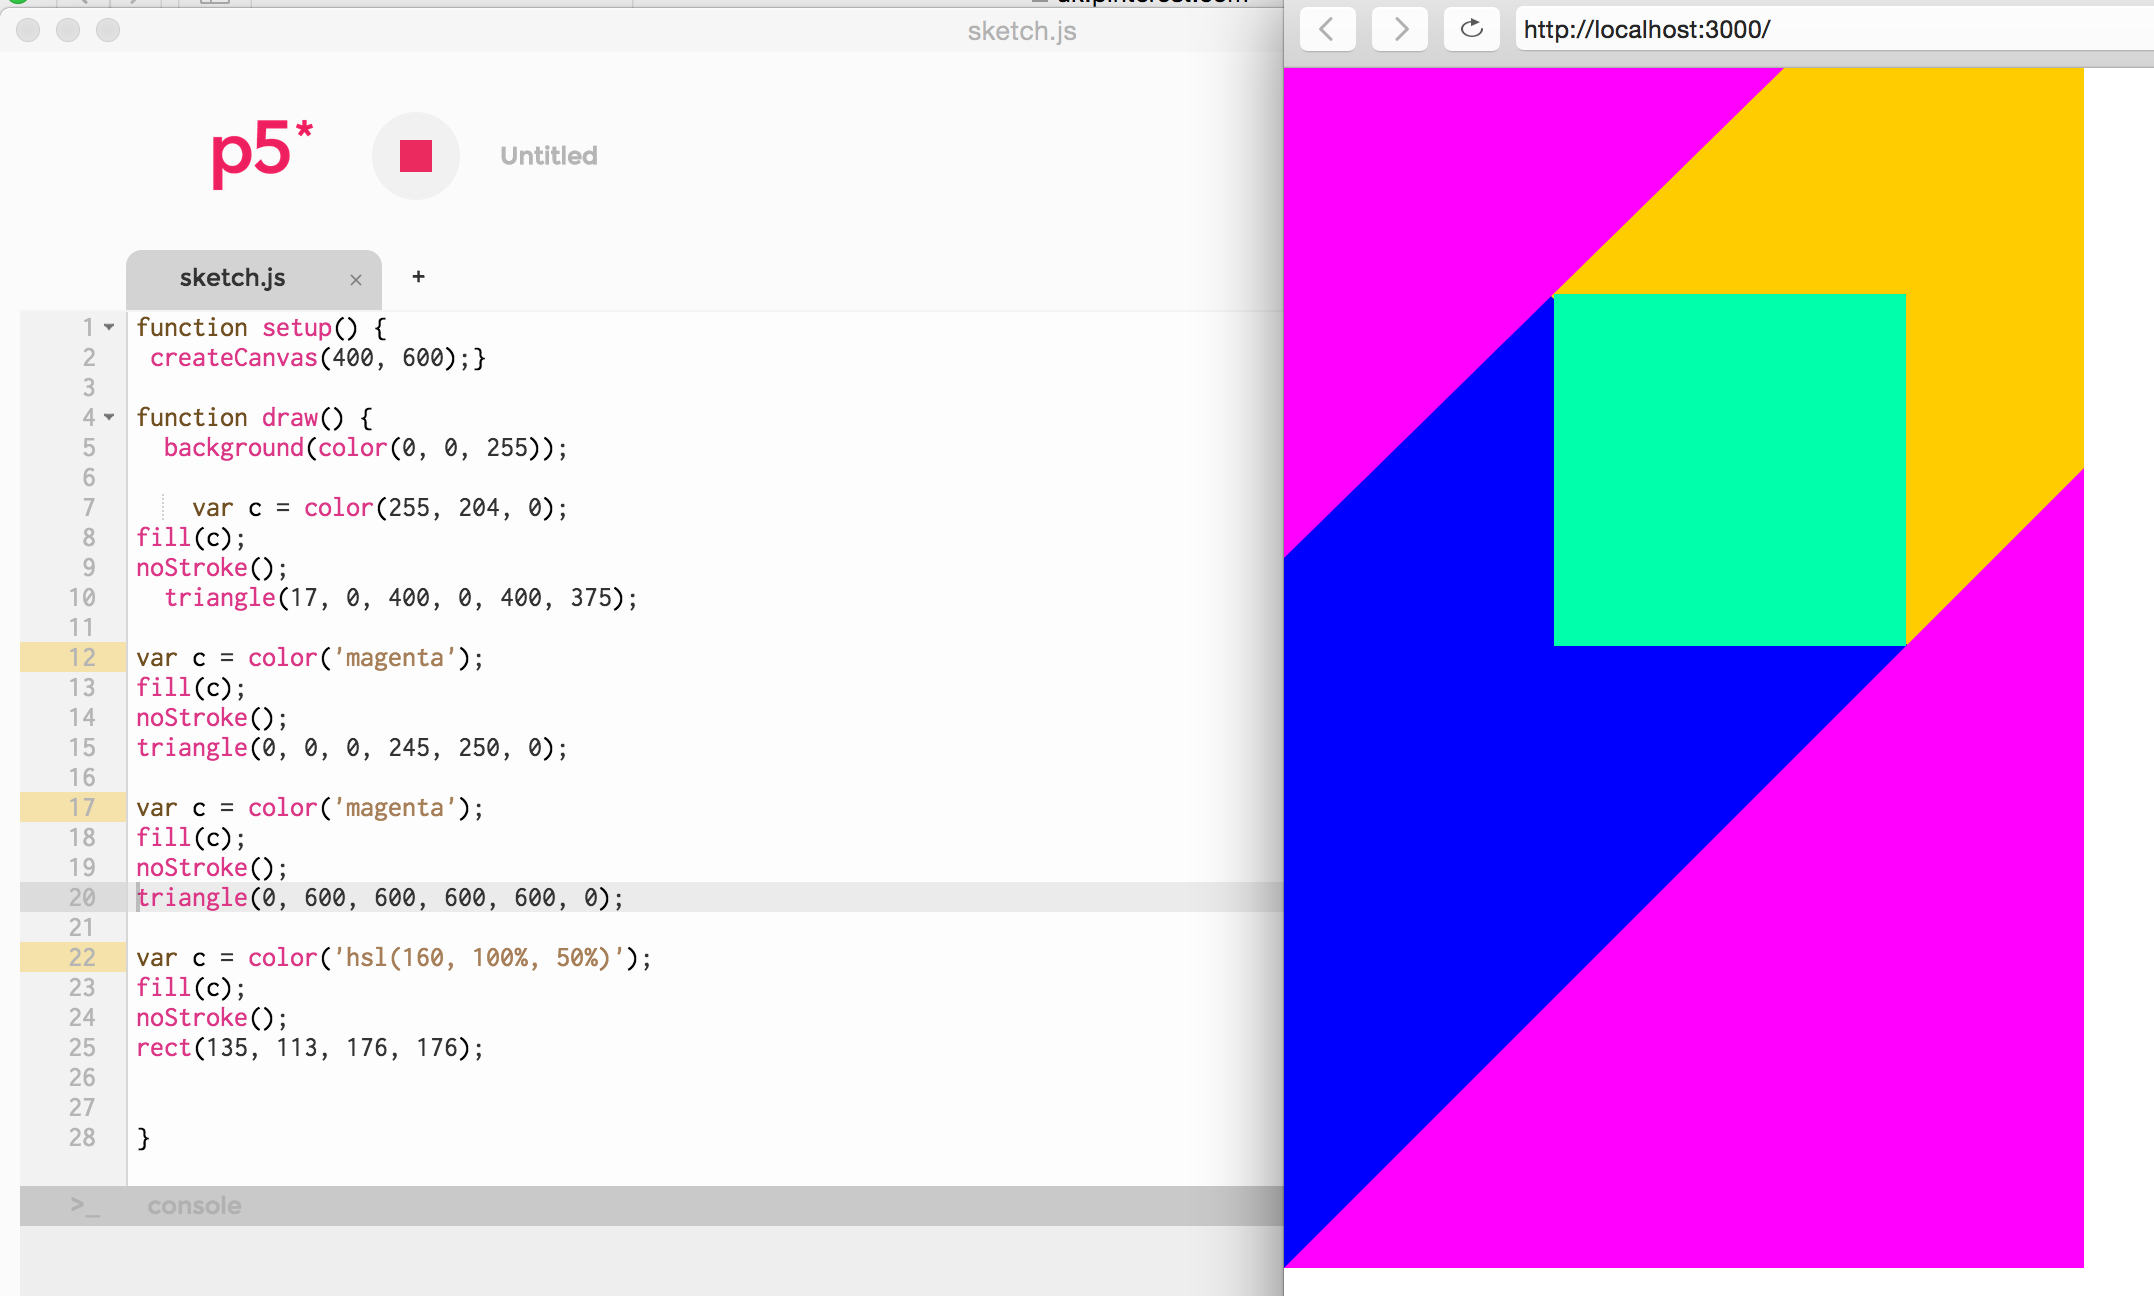 sketch.js
http://localhost:3000/
p5*
Untitled
sketch.js × +
1 function setup() {
2 createCanvas(400, 600);}
3
4 function draw() {
5 background(color(0, 0, 255));
6
7 var c = color(255, 204, 0);
8 fill(c);
9 noStroke();
10 triangle(17, 0, 400, 0, 400, 375);
11
12 var c = color('magenta');
13 fill(c);
14 noStroke();
15 triangle(0, 0, 0, 245, 250, 0);
16
17 var c = color('magenta');
18 fill(c);
19 noStroke();
20 triangle(0, 600, 600, 600, 600, 0);
21
22 var c = color('hsl(160, 100%, 50%)');
23 fill(c);
24 noStroke();
25 rect(135, 113, 176, 176);
26
27
28 }
>_ console